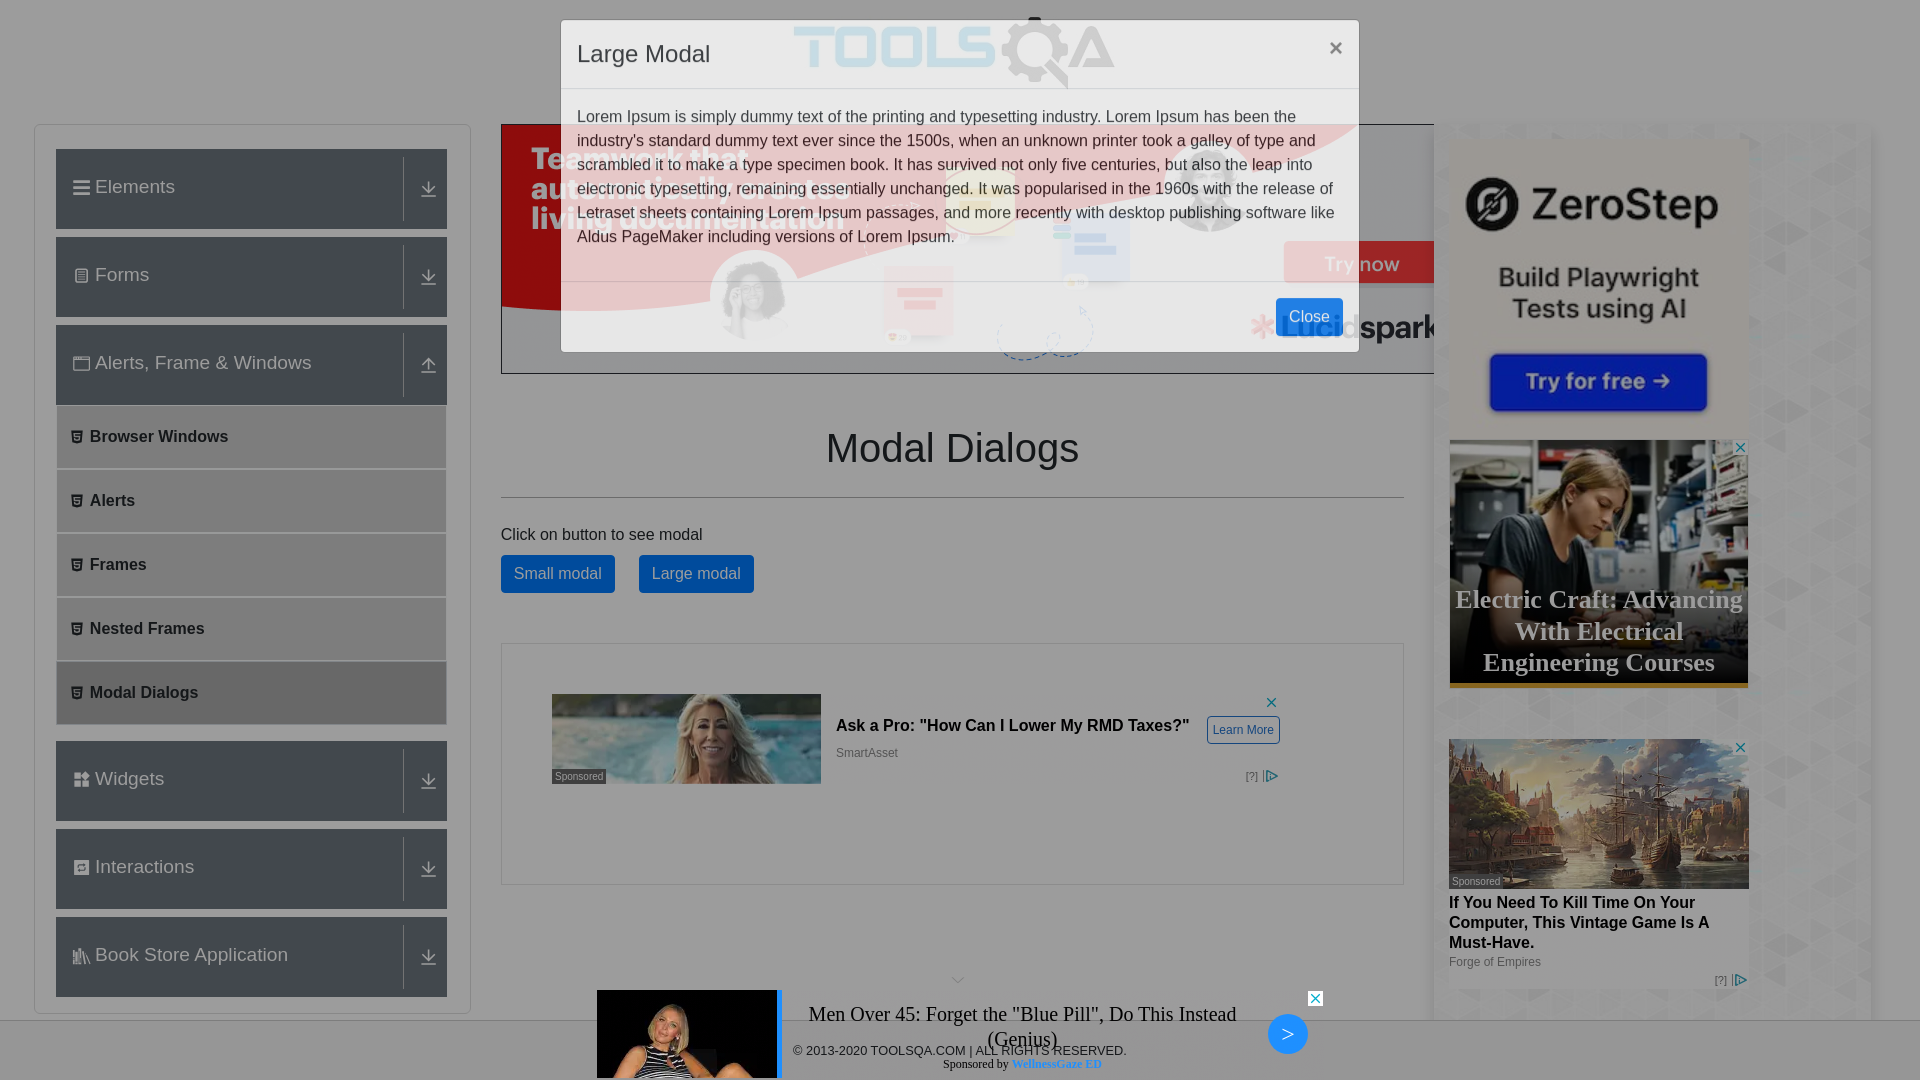 TOOLSQA
Large Modal
×
Lorem Ipsum is simply dummy text of the printing and typesetting industry. Lorem Ipsum has been the
industry's standard dummy text ever since the 1500s, when an unknown printer took a galley of type and
scrambled it to make a type specimen book. It has survived not only five centuries, but also the leap into
electronic typesetting, remaining essentially unchanged. It was popularised in the 1960s with the release of
Letraset sheets containing Lorem Ipsum passages, and more recently with desktop publishing software like
Aldus PageMaker including versions of Lorem Ipsum.
Close
Teamwork that
automatically creates
living documentation
Try now
Lucidspark
Elements
Forms
Alerts, Frame & Windows
Browser Windows
Alerts
Frames
Nested Frames
Modal Dialogs
Widgets
Interactions
Book Store Application
Modal Dialogs
Click on button to see modal
Small modal
Large modal
Sponsored
Ask a Pro: "How Can I Lower My RMD Taxes?"
SmartAsset
Learn More
[?]
ZeroStep
Build Playwright
Tests using AI
Try for free →
Electric Craft: Advancing
With Electrical
Engineering Courses
Sponsored
If You Need To Kill Time On Your
Computer, This Vintage Game Is A
Must-Have.
Forge of Empires
[?]
Men Over 45: Forget the "Blue Pill", Do This Instead
(Genius)
Sponsored by WellnessGaze ED
>
© 2013-2020 TOOLSQA.COM | ALL RIGHTS RESERVED.